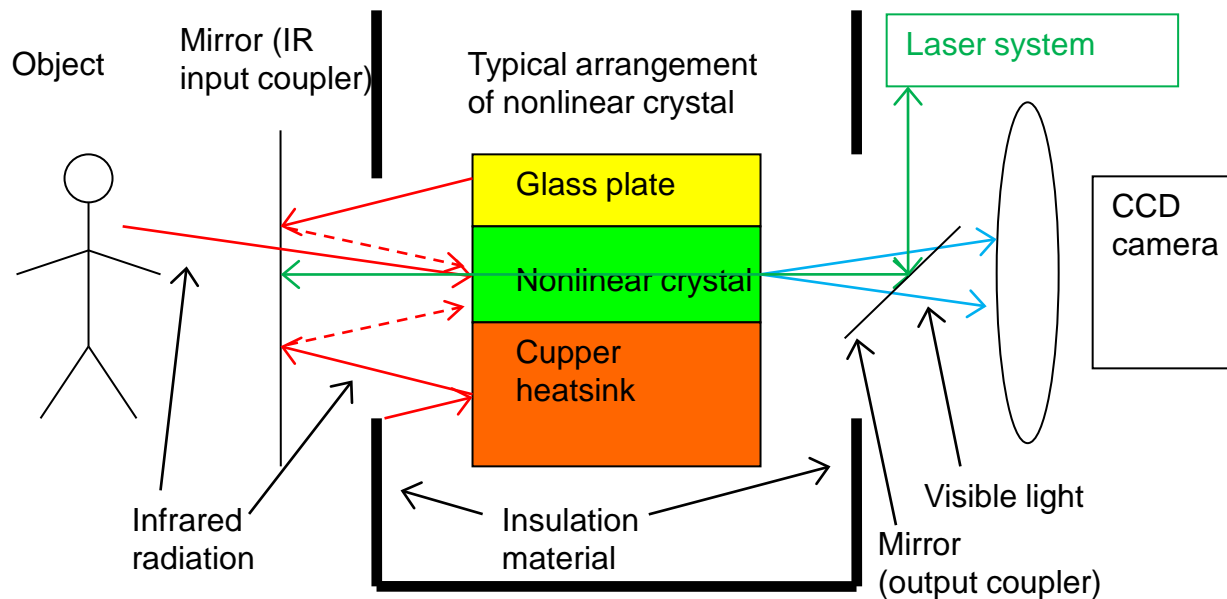 Object
Mirror (IR
input coupler)
Typical arrangement
of nonlinear crystal
Laser system
Glass plate
Nonlinear crystal
Cupper
heatsink
CCD
camera
Infrared
radiation
Insulation
material
Visible light
Mirror
(output coupler)